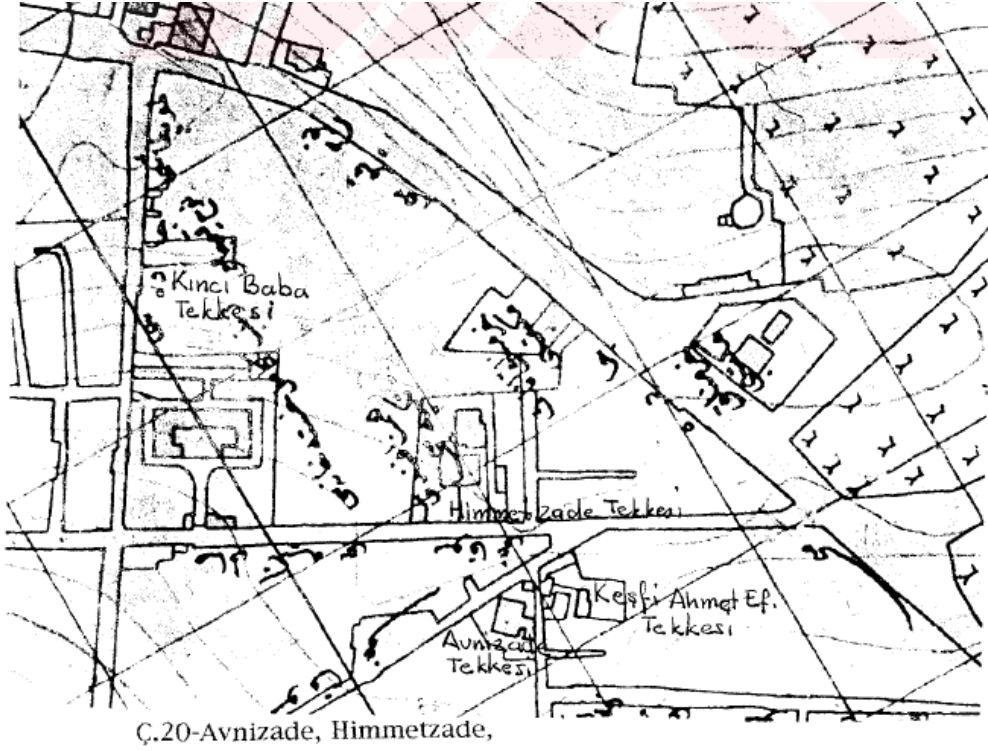 Kıncı Baba
Tekkesi
Himmetzade Tekkesi
Keşfi Ahmet Ef.
Tekkesi
Avnizade
Tekkesi
Ç.20-Avnizade, Himmetzade,